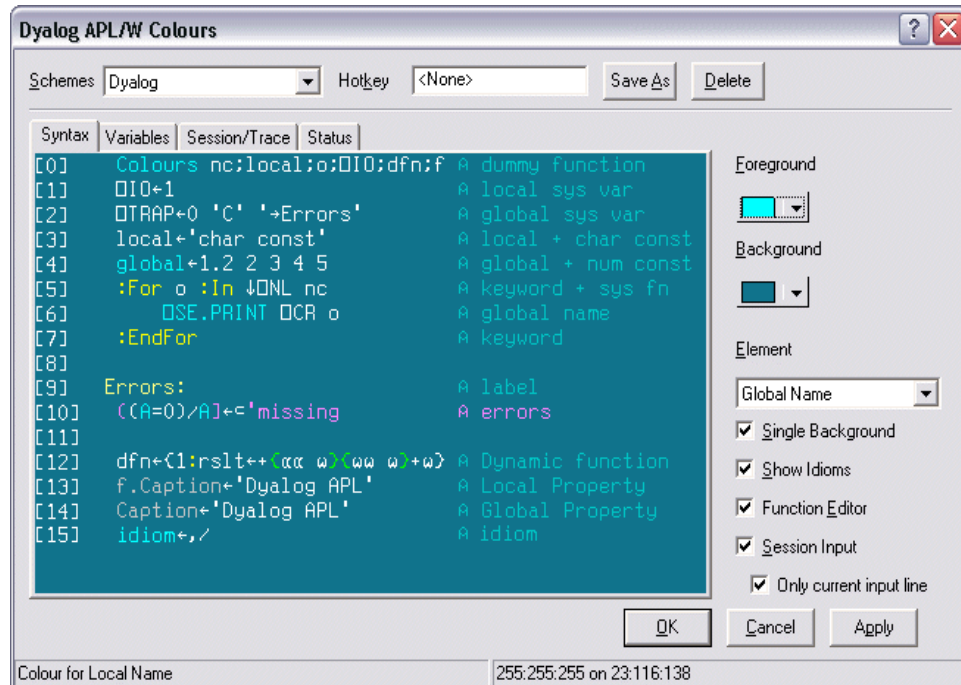 Dyalog APL/W Colours
Schemes Dyalog Hotkey <None> Save As Delete
Syntax Variables Session/Trace Status
[0] Colours nc;local;o;⎕IO;dfn;f ⍝ dummy function
[1] ⎕IO←1 ⍝ local sys var
[2] ⎕TRAP←0 'C' '→Errors' ⍝ global sys var
[3] local←'char const' ⍝ local + char const
[4] global←1.2 2 3 4 5 ⍝ global + num const
[5] :For o :In ↓⎕NL nc ⍝ keyword + sys fn
[6] ⎕SE.PRINT ⎕CR o ⍝ global name
[7] :EndFor ⍝ keyword
[8]
[9] Errors: ⍝ label
[10] ((A=0)/A]←⊂'missing ⍝ errors
[11]
[12] dfn←{1:rslt←+{⍺⍺ ⍵}{⍵⍵ ⍵}+⍵} ⍝ Dynamic function
[13] f.Caption←'Dyalog APL' ⍝ Local Property
[14] Caption←'Dyalog APL' ⍝ Global Property
[15] idiom←,/ ⍝ idiom
Foreground
Background
Element
Global Name
Single Background
Show Idioms
Function Editor
Session Input
Only current input line
OK Cancel Apply
Colour for Local Name 255:255:255 on 23:116:138